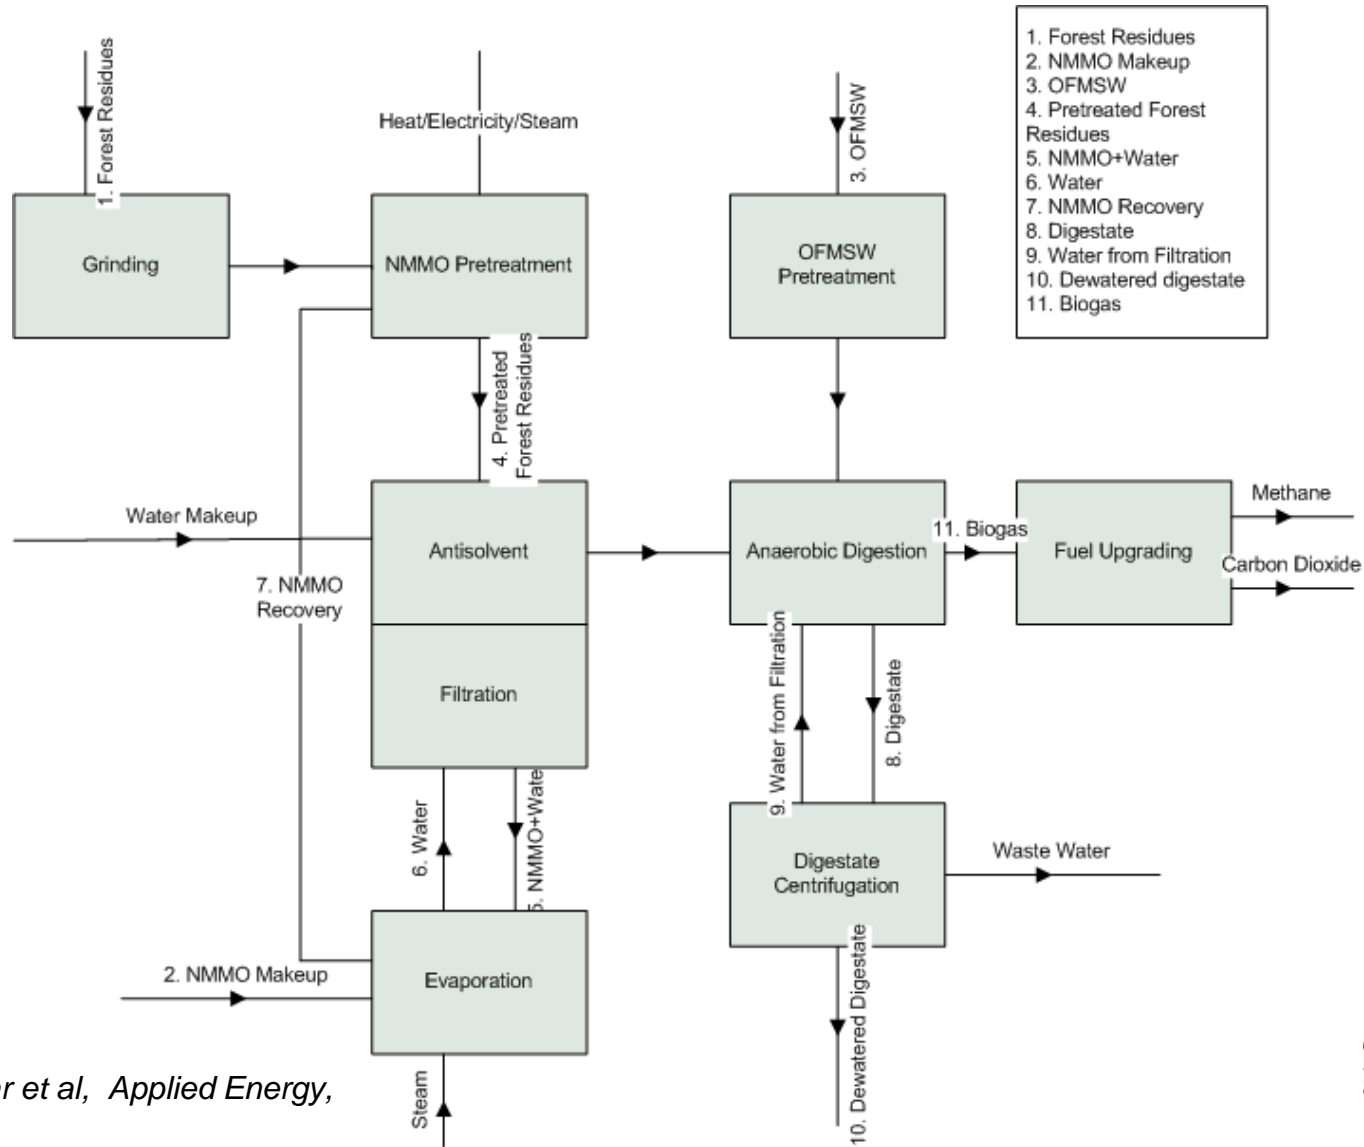 1. Forest Residues
2. NMMO Makeup
3. OFMSW
4. Pretreated Forest
Residues
5. NMMO+Water
6. Water
7. NMMO Recovery
8. Digestate
9. Water from Filtration
10. Dewatered digestate
11. Biogas
1. Forest Residues
Heat/Electricity/Steam
3. OFMSW
Grinding
NMMO Pretreatment
OFMSW
Pretreatment
4. Pretreated
Forest Residues
Water Makeup
Antisolvent
Anaerobic Digestion
11. Biogas
Fuel Upgrading
Methane
Carbon Dioxide
7. NMMO
Recovery
Filtration
9. Water from Filtration
8. Digestate
6. Water
5. NMMO+Wate
Digestate
Centrifugation
Waste Water
2. NMMO Makeup
Evaporation
10. Dewatered Digestate
Steam
et al, Applied Energy,